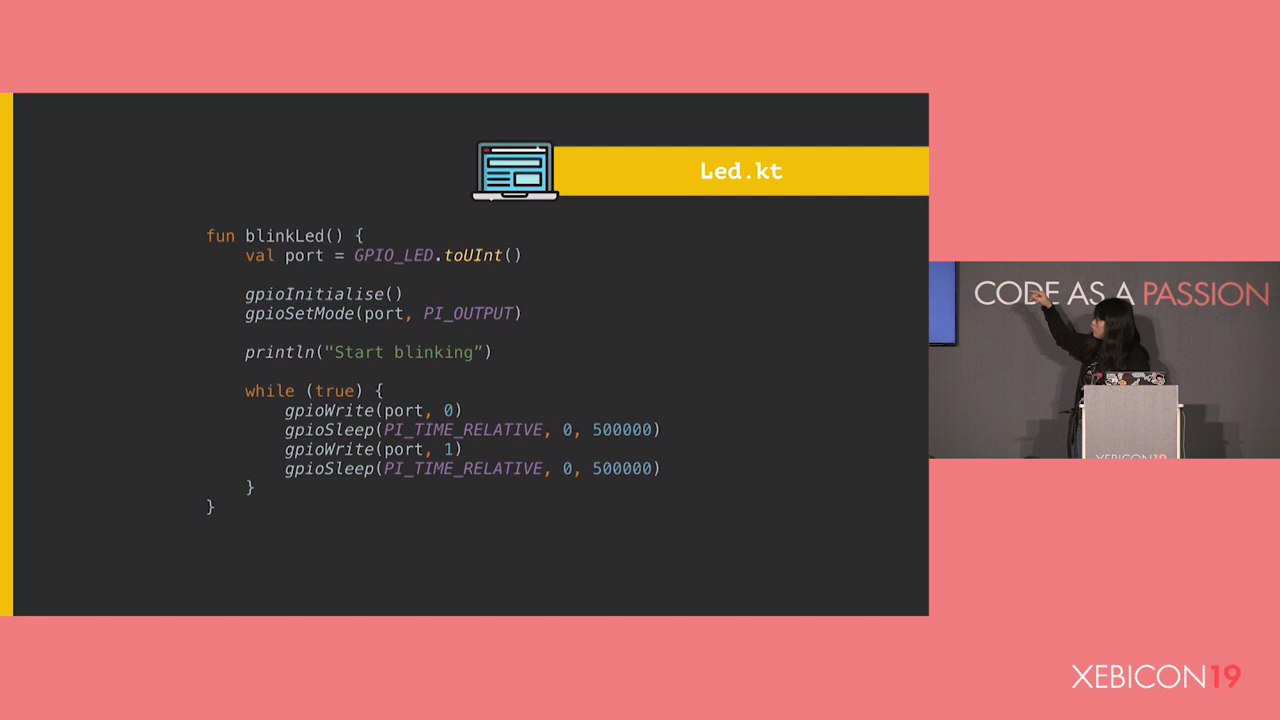 Led.kt
fun blinkLed() {
    val port = GPIO_LED.toUInt()
    gpioInitialise()
    gpioSetMode(port, PI_OUTPUT)
    println("Start blinking”)
    while (true) {
        gpioWrite(port, 0)
        gpioSleep(PI_TIME_RELATIVE, 0, 500000)
        gpioWrite(port, 1)
        gpioSleep(PI_TIME_RELATIVE, 0, 500000)
    }
}
CODE AS A PASSION
XEBICON19
XEBICON19